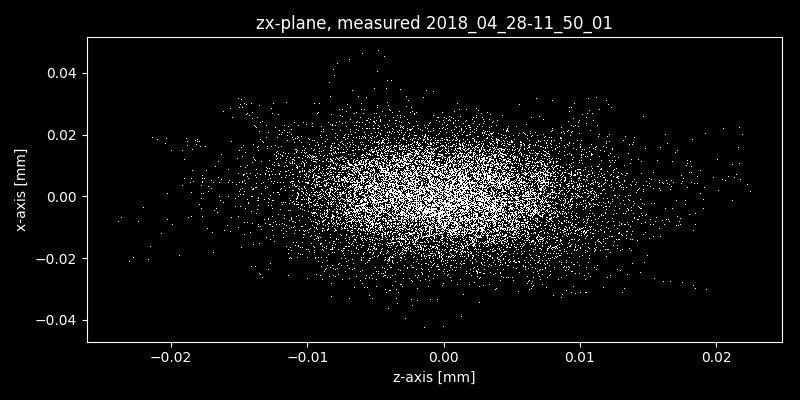 zx-plane, measured 2018_04_28-11_50_01
x-axis [mm]
0.04
0.02
0.00
−0.02
−0.04
−0.02 −0.01 0.00 0.01 0.02
z-axis [mm]